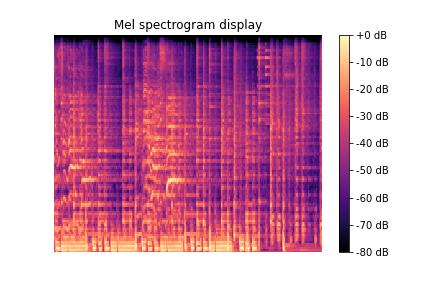 Mel spectrogram display
+0 dB
-10 dB
-20 dB
-30 dB
-40 dB
-50 dB
-60 dB
-70 dB
-80 dB